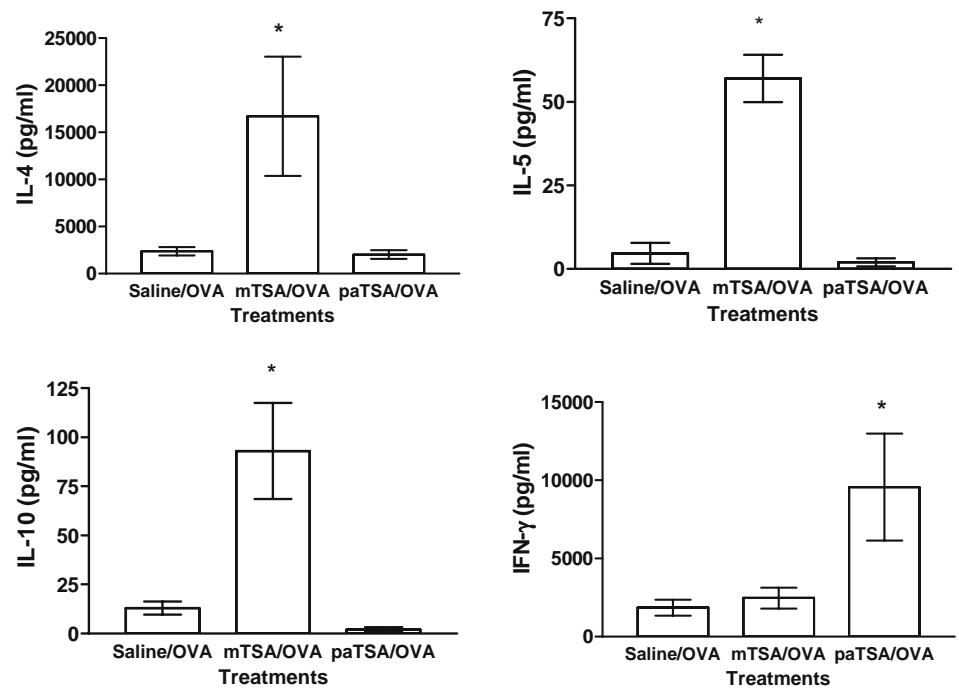 *
25000
20000
15000
10000
5000
0
IL-4 (pg/ml)
Saline/OVA mTSA/OVA paTSA/OVA
Treatments
*
75
50
25
0
IL-5 (pg/ml)
Saline/OVA mTSA/OVA paTSA/OVA
Treatments
*
125
100
75
50
25
0
IL-10 (pg/ml)
Saline/OVA mTSA/OVA paTSA/OVA
Treatments
*
15000
10000
5000
0
IFN-γ (pg/ml)
Saline/OVA mTSA/OVA paTSA/OVA
Treatments